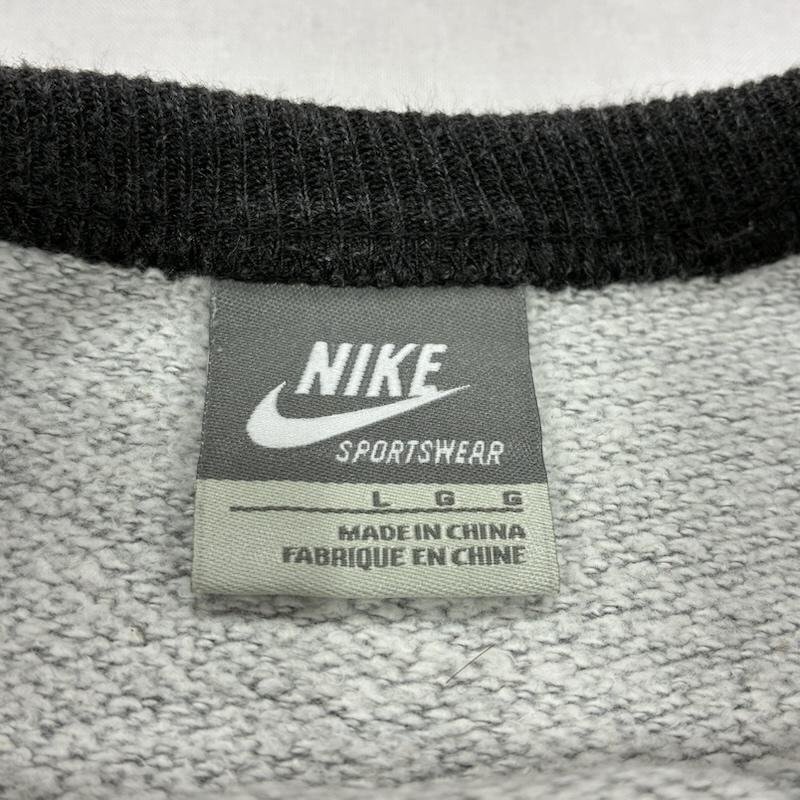 NIKE
SPORTSWEAR
L G G
MADE IN CHINA
FABRIQUE EN CHINE